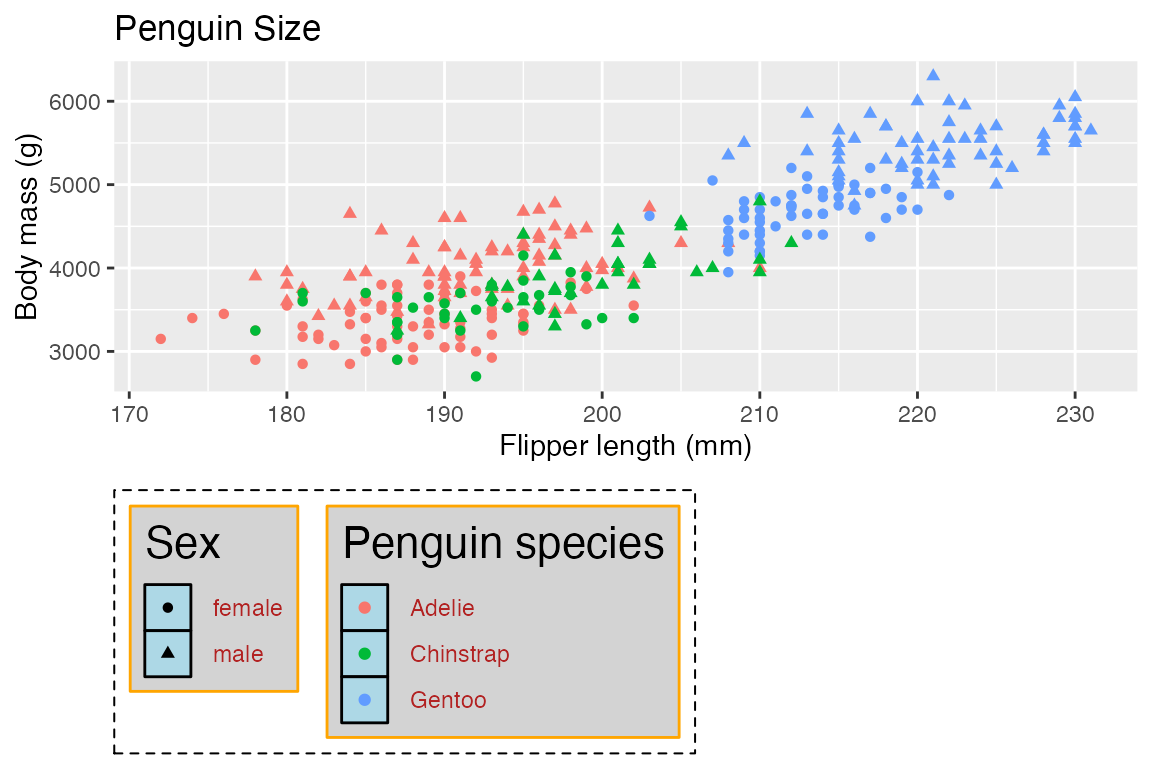 Penguin Size
Body mass (g)
6000
5000
4000
3000
170 180 190 200 210 220 230
Flipper length (mm)
Sex
female
male
Penguin species
Adelie
Chinstrap
Gentoo